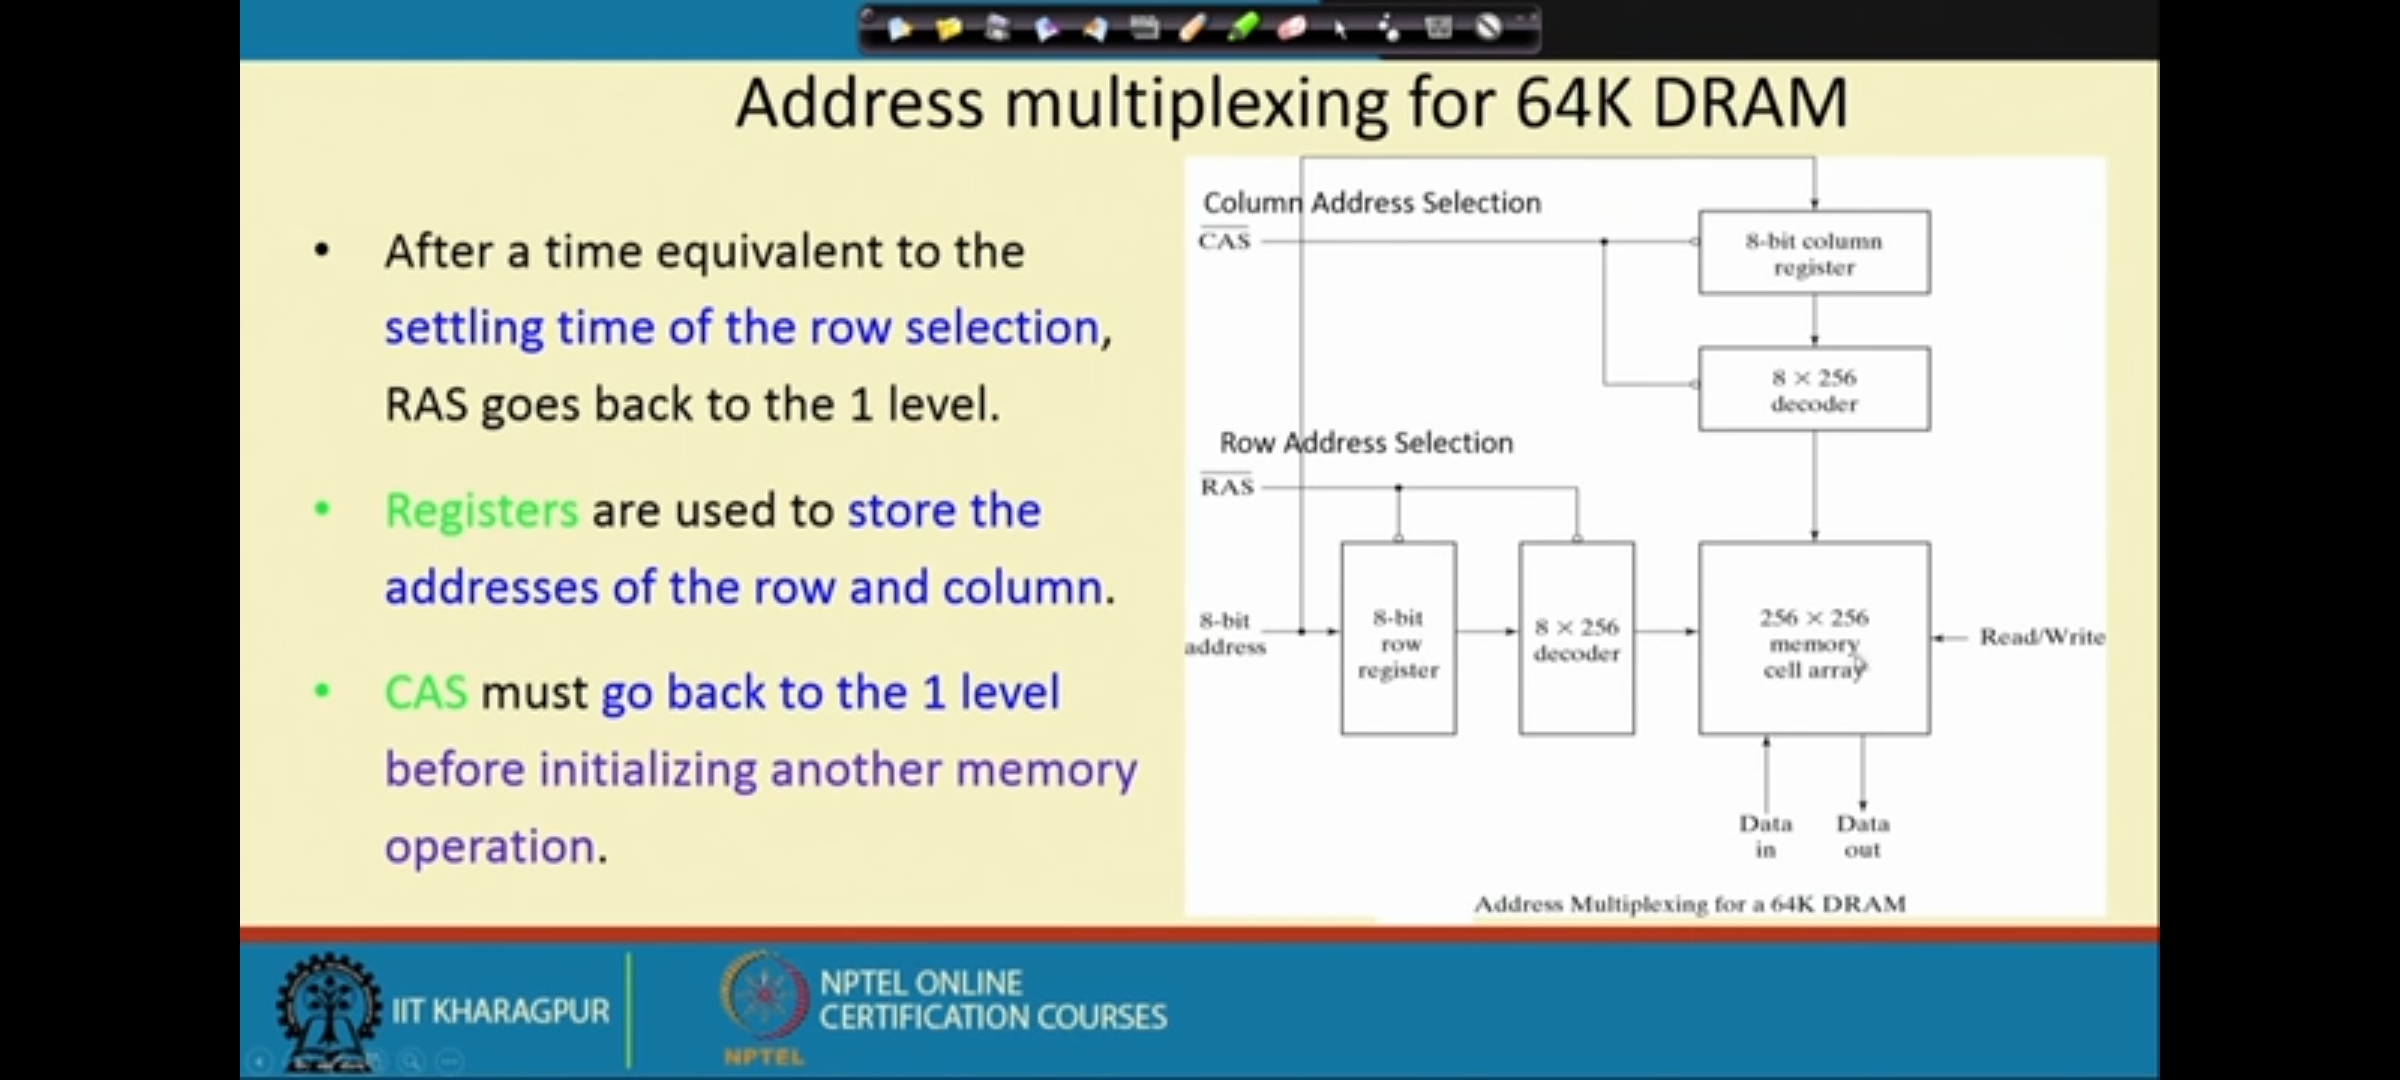 Address multiplexing for 64K DRAM
• After a time equivalent to the
settling time of the row selection,
RAS goes back to the 1 level.
• Registers are used to store the
addresses of the row and column.
• CAS must go back to the 1 level
before initializing another memory
operation.
Column Address Selection
CAS
8-bit column
register
8 × 256
decoder
Row Address Selection
RAS
8-bit
address
8-bit
row
register
8 × 256
decoder
256 × 256
memory
cell array
Read/Write
Data
in
Data
out
Address Multiplexing for a 64K DRAM
IIT KHARAGPUR
NPTEL
NPTEL ONLINE
CERTIFICATION COURSES